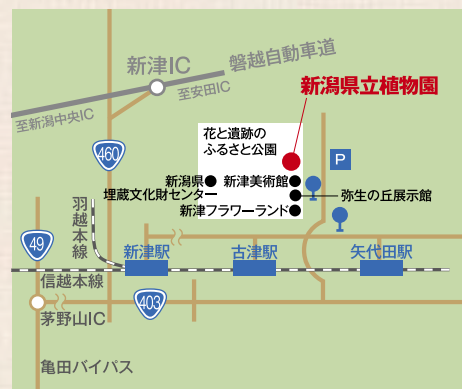 新津IC
磐越自動車道
至安田IC
至新潟中央IC
新潟県立植物園
花と遺跡の
ふるさと公園
460
P
新潟県
埋蔵文化財センター
新津美術館
弥生の丘展示館
新津フラワーランド
羽越本線
49
新津駅
古津駅
矢代田駅
信越本線
403
茅野山IC
亀田バイパス